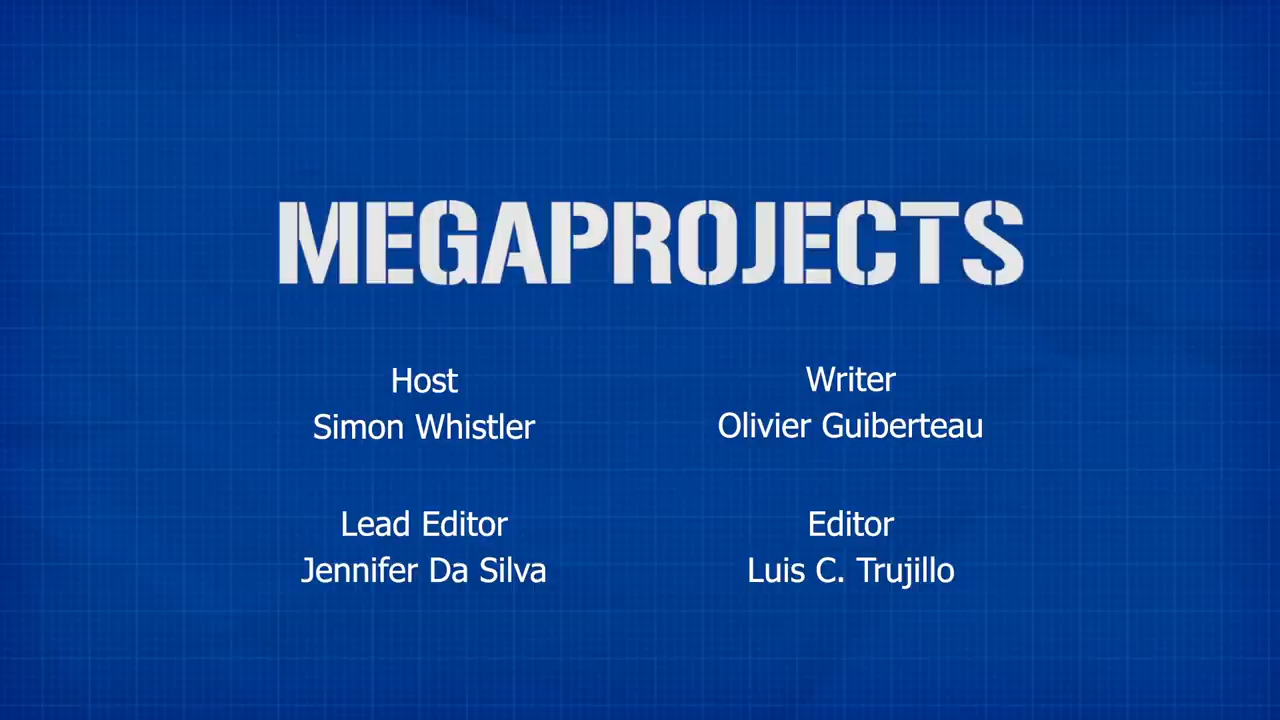 MEGAPROJECTS
Host
Simon Whistler
Writer
Olivier Guiberteau
Lead Editor
Jennifer Da Silva
Editor
Luis C. Trujillo